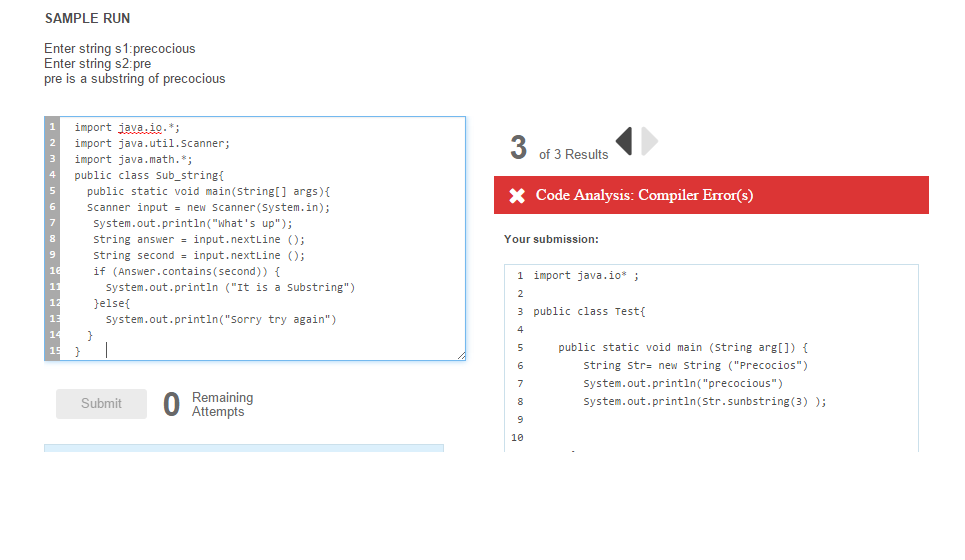 SAMPLE RUN
Enter string s1:precocious
Enter string s2:pre
pre is a substring of precocious
1 import java.io.*;
2 import java.util.Scanner;
3 import java.math.*;
4 public class Sub_string{
5 public static void main(String[] args){
6 Scanner input = new Scanner(System.in);
7 System.out.println("What's up");
8 String answer = input.nextLine ();
9 String second = input.nextLine ();
10 if (Answer.contains(second)) {
11 System.out.println ("It is a Substring")
12 }else{
13 System.out.println("Sorry try again")
14 }
15 }
Submit
0 Remaining
Attempts
3 of 3 Results
Code Analysis: Compiler Error(s)
Your submission:
1 import java.io* ;
2
3 public class Test{
4
5 public static void main (String arg[]) {
6 String Str= new String ("Precocios")
7 System.out.println("precocious")
8 System.out.println(Str.sunbstring(3) );
9
10